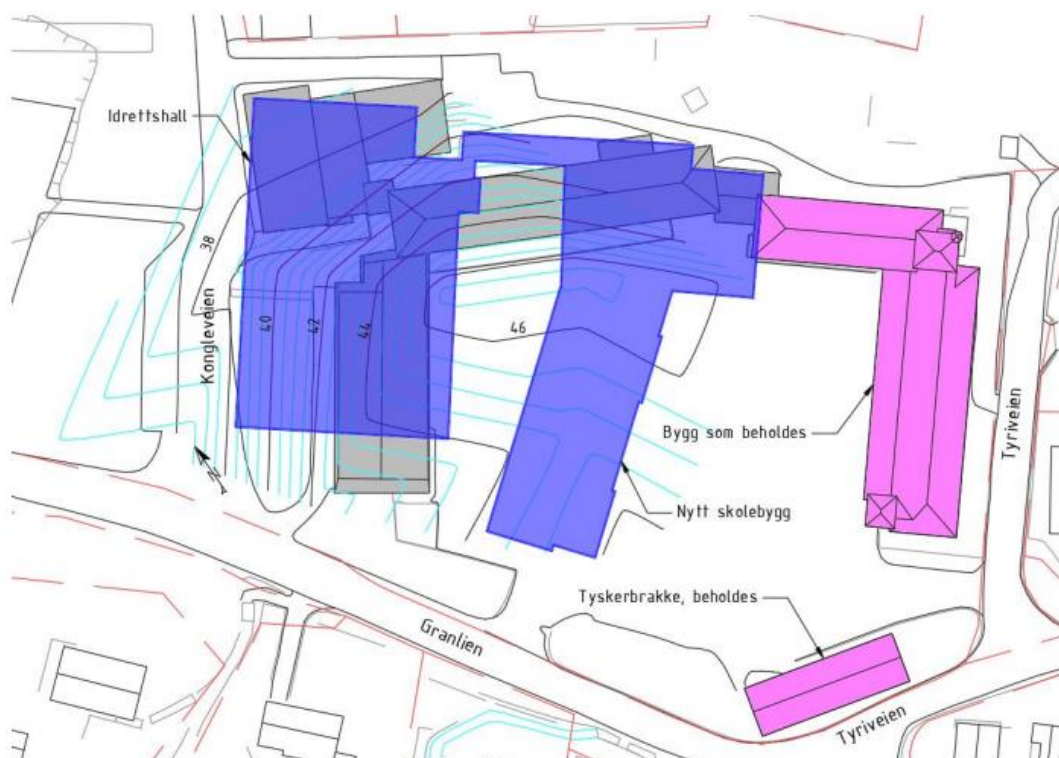 Idrettshall
38
Kongleveien
40
42
44
46
Bygg som beholdes
Tyriveien
N
Nytt skolebygg
Tyskerbrakke, beholdes
Granlien
Tyriveien